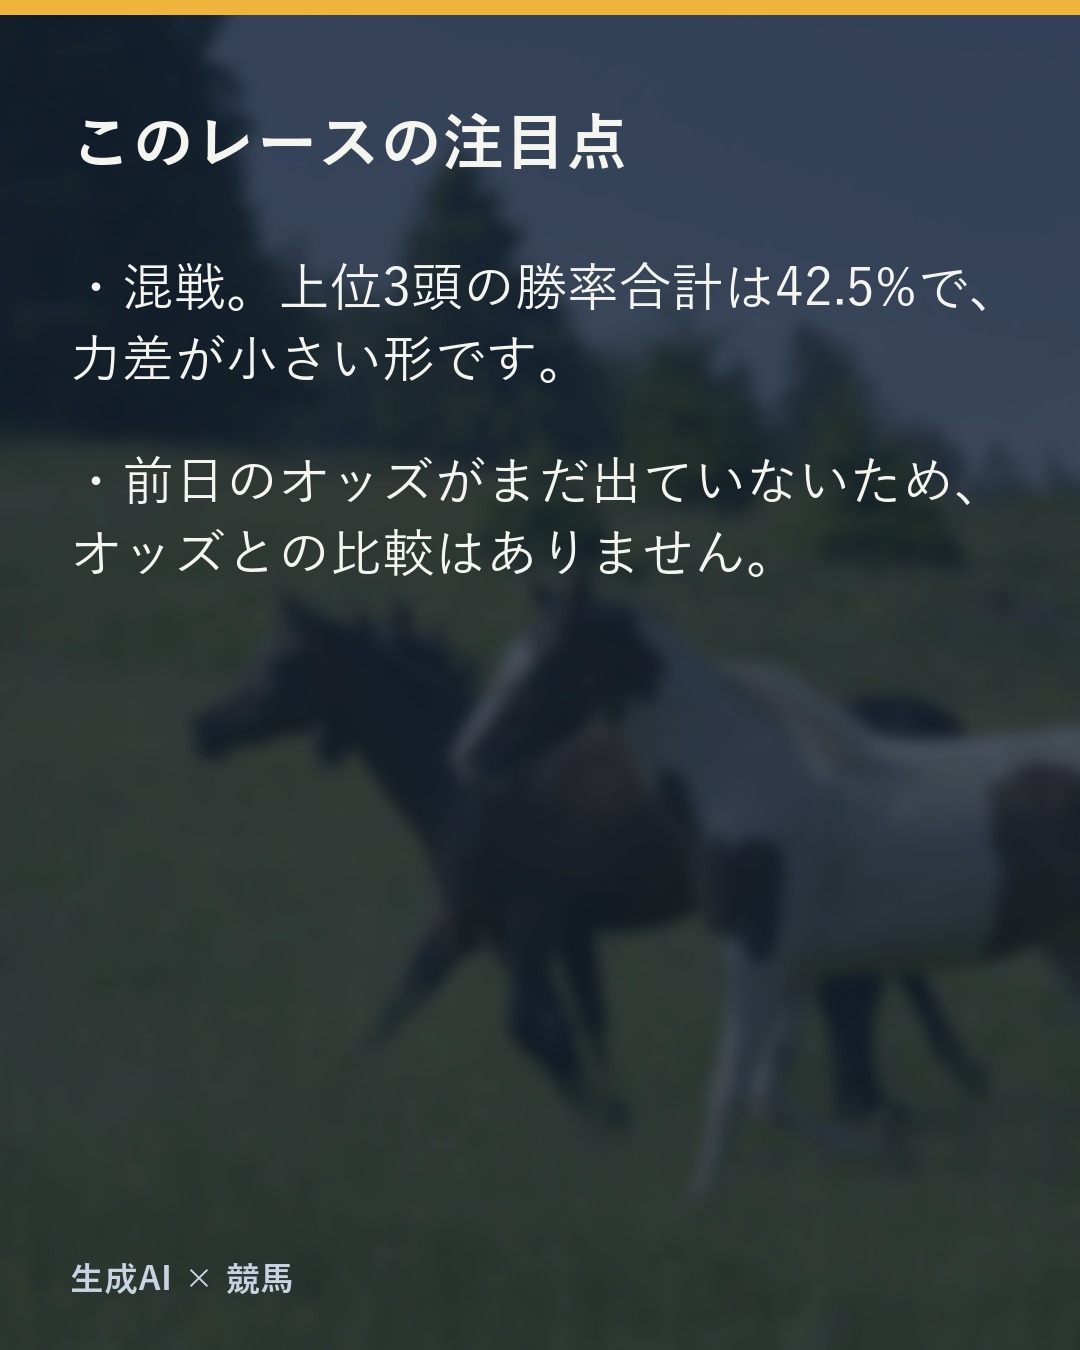 このレースの注目点
・混戦。上位3頭の勝率合計は42.5%で、
力差が小さい形です。
・前日のオッズがまだ出ていないため、
オッズとの比較はありません。
生成AI × 競馬